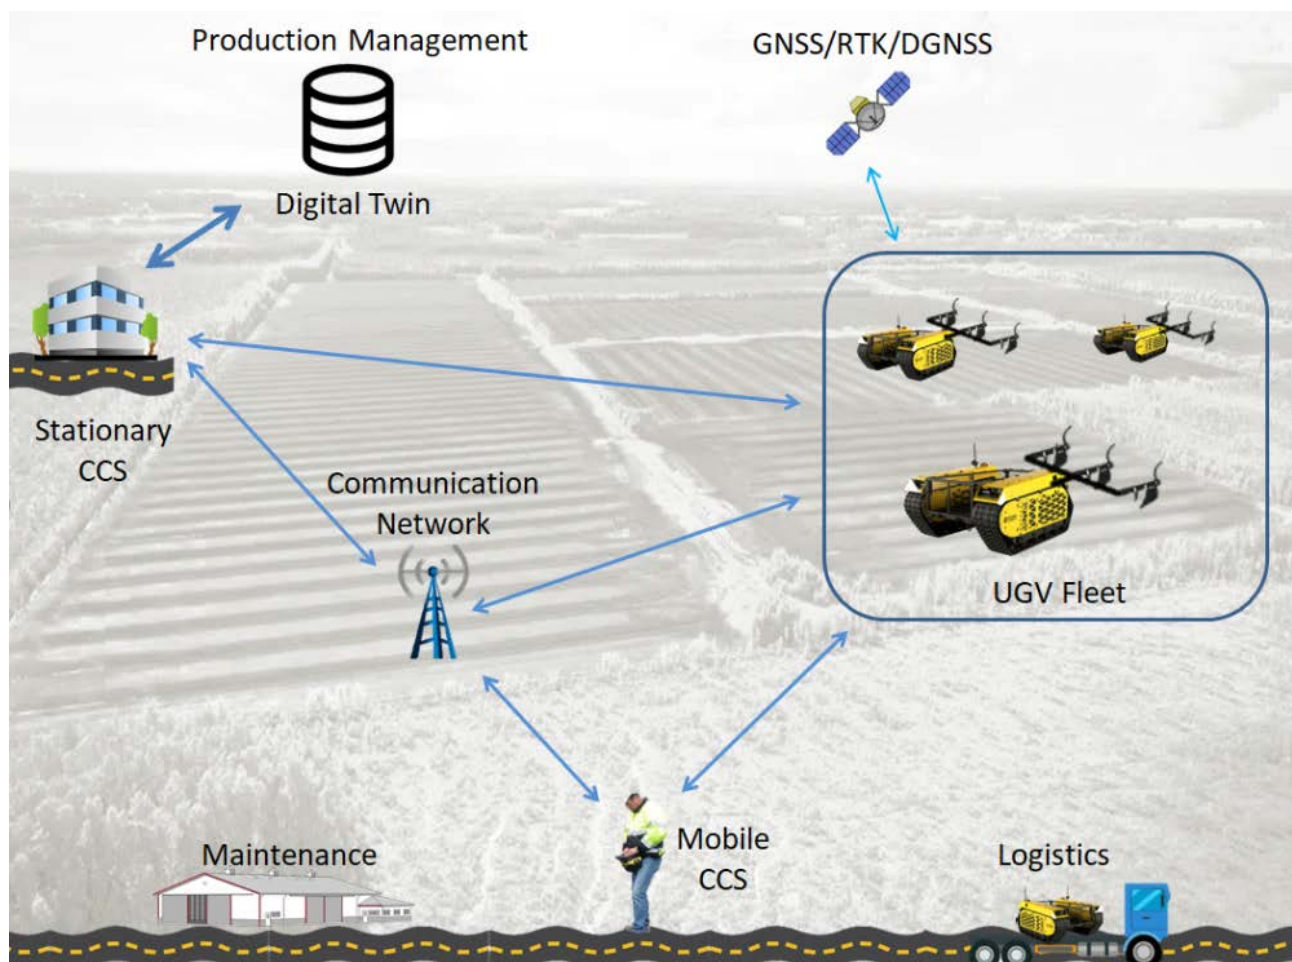 Production Management
GNSS/RTK/DGNSS
Digital Twin
Stationary
CCS
Communication
Network
UGV Fleet
Maintenance
Mobile
CCS
Logistics